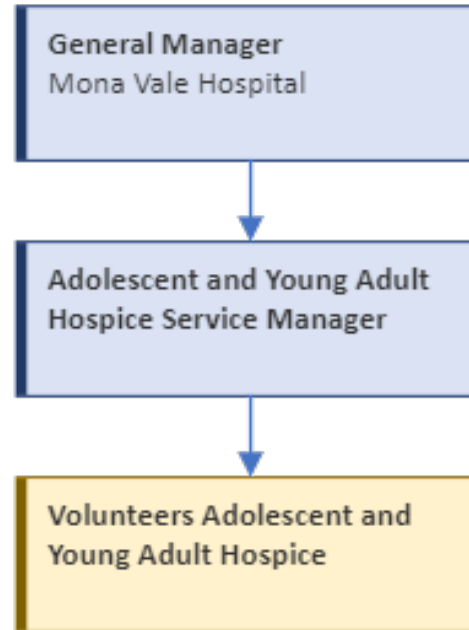 General Manager
Mona Vale Hospital
Adolescent and Young Adult
Hospice Service Manager
Volunteers Adolescent and
Young Adult Hospice